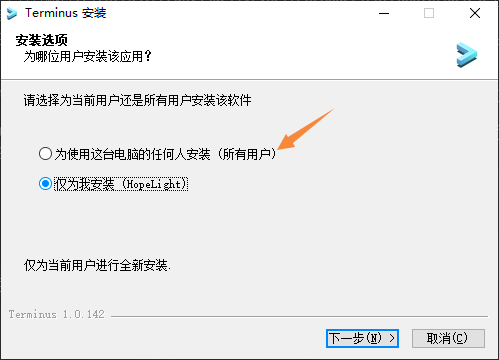 Terminus 安装
安装选项
为哪位用户安装该应用？
请选择为当前用户还是所有用户安装该软件
为使用这台电脑的任何人安装（所有用户）
仅为我安装 (HopeLight)
仅为当前用户进行全新安装.
Terminus 1.0.142
下一步(N) >
取消(C)